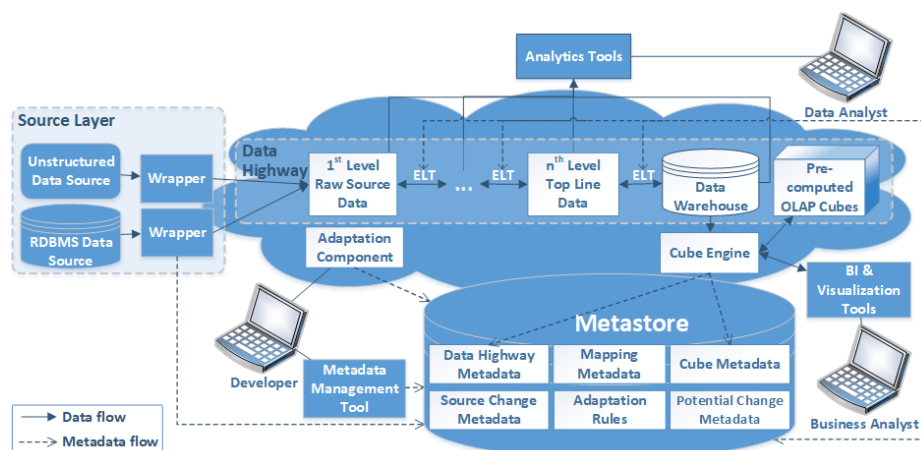 Analytics Tools
Data Analyst
Source Layer
Unstructured
Data Source
Wrapper
RDBMS Data
Source
Wrapper
Data
Highway
1st Level
Raw Source
Data
ELT
...
ELT
nth Level
Top Line
Data
ELT
Data
Warehouse
Pre-
computed
OLAP Cubes
Adaptation
Component
Cube Engine
BI &
Visualization
Tools
Developer
Metadata
Management
Tool
Metastore
Data Highway
Metadata
Mapping
Metadata
Cube Metadata
Source Change
Metadata
Adaptation
Rules
Potential Change
Metadata
Business Analyst
Data flow
Metadata flow